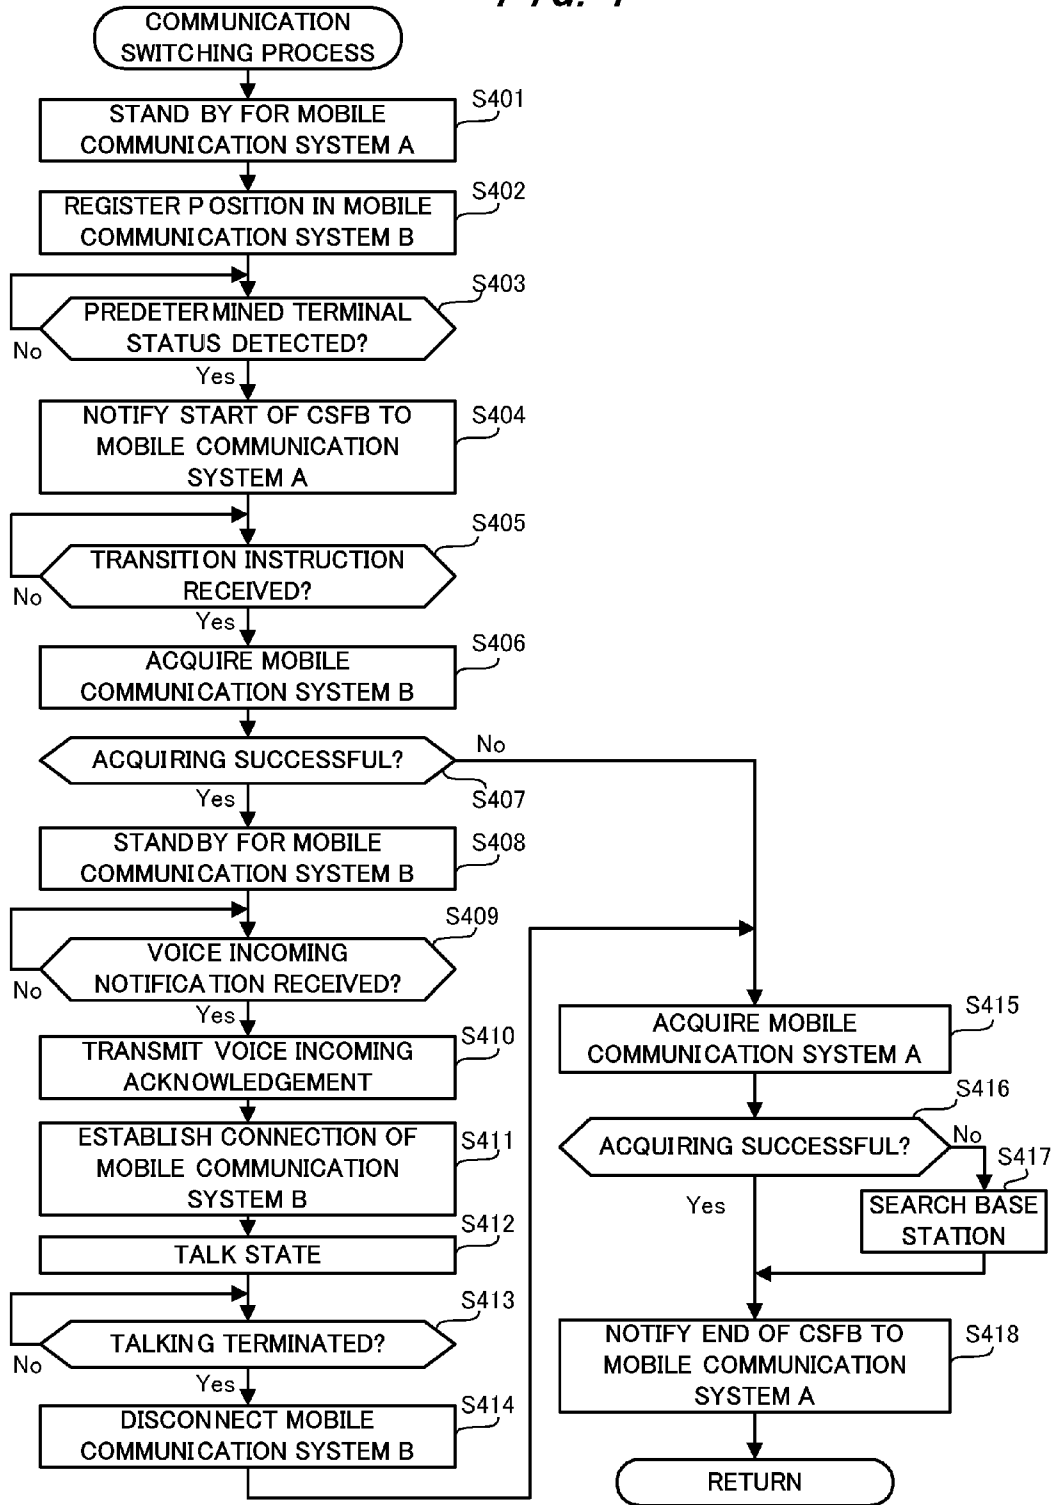 COMMUNICATION
SWITCHING PROCESS
STAND BY FOR MOBILE
COMMUNICATION SYSTEM A
S401
REGISTER POSITION IN MOBILE
COMMUNICATION SYSTEM B
S402
PREDETERMINED TERMINAL
STATUS DETECTED?
S403
No
Yes
NOTIFY START OF CSFB TO
MOBILE COMMUNICATION
SYSTEM A
S404
TRANSITION INSTRUCTION
RECEIVED?
S405
No
Yes
ACQUIRE MOBILE
COMMUNICATION SYSTEM B
S406
ACQUIRING SUCCESSFUL?
No
S407
Yes
STANDBY FOR MOBILE
COMMUNICATION SYSTEM B
S408
VOICE INCOMING
NOTIFICATION RECEIVED?
S409
No
Yes
TRANSMIT VOICE INCOMING
ACKNOWLEDGEMENT
S410
ESTABLISH CONNECTION OF
MOBILE COMMUNICATION
SYSTEM B
S411
TALK STATE
S412
TALKING TERMINATED?
S413
No
Yes
DISCONNECT MOBILE
COMMUNICATION SYSTEM B
S414
ACQUIRE MOBILE
COMMUNICATION SYSTEM A
S415
ACQUIRING SUCCESSFUL?
S416
No
Yes
SEARCH BASE
STATION
S417
NOTIFY END OF CSFB TO
MOBILE COMMUNICATION
SYSTEM A
S418
RETURN